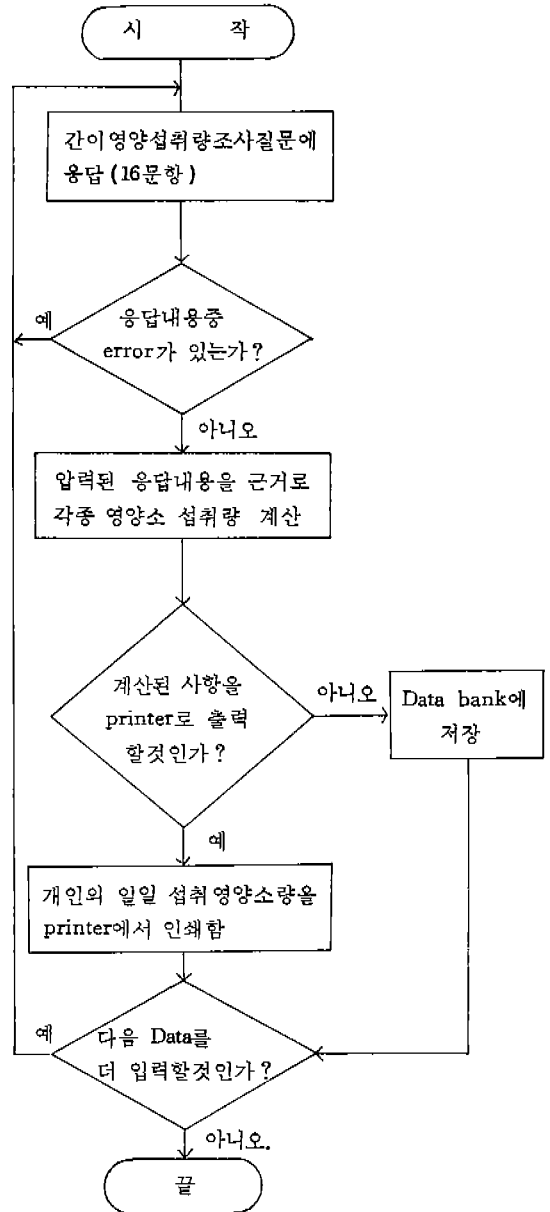 시 작
간이영양섭취량조사질문에
응답 (16문항)
예
응답내용중
error가 있는가?
아니오
압력된 응답내용을 근거로
각종 영양소 섭취량 계산
계산된 사항을
printer로 출력
할것인가?
아니오
Data bank에
저장
예
개인의 일일 섭취영양소량을
printer에서 인쇄함
예
다음 Data를
더 입력할것인가?
아니오.
끝